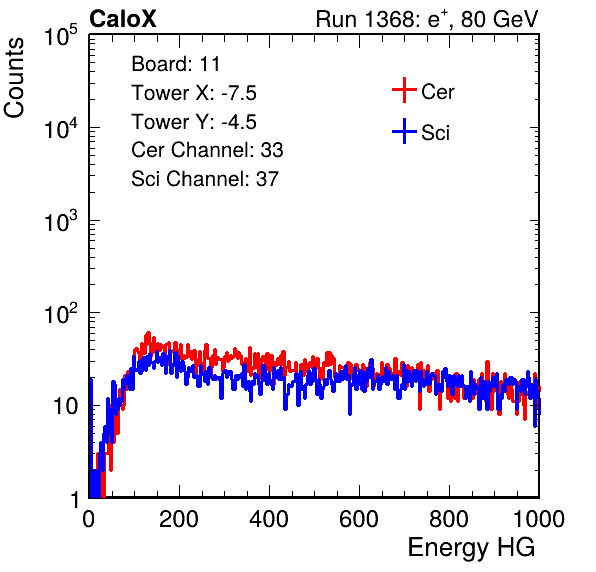 CaloX Run 1368: e⁺, 80 GeV
Board: 11
Tower X: -7.5
Tower Y: -4.5
Cer Channel: 33
Sci Channel: 37
Cer
Sci
Counts
10⁵
10⁴
10³
10²
10
1
0 200 400 600 800 1000
Energy HG